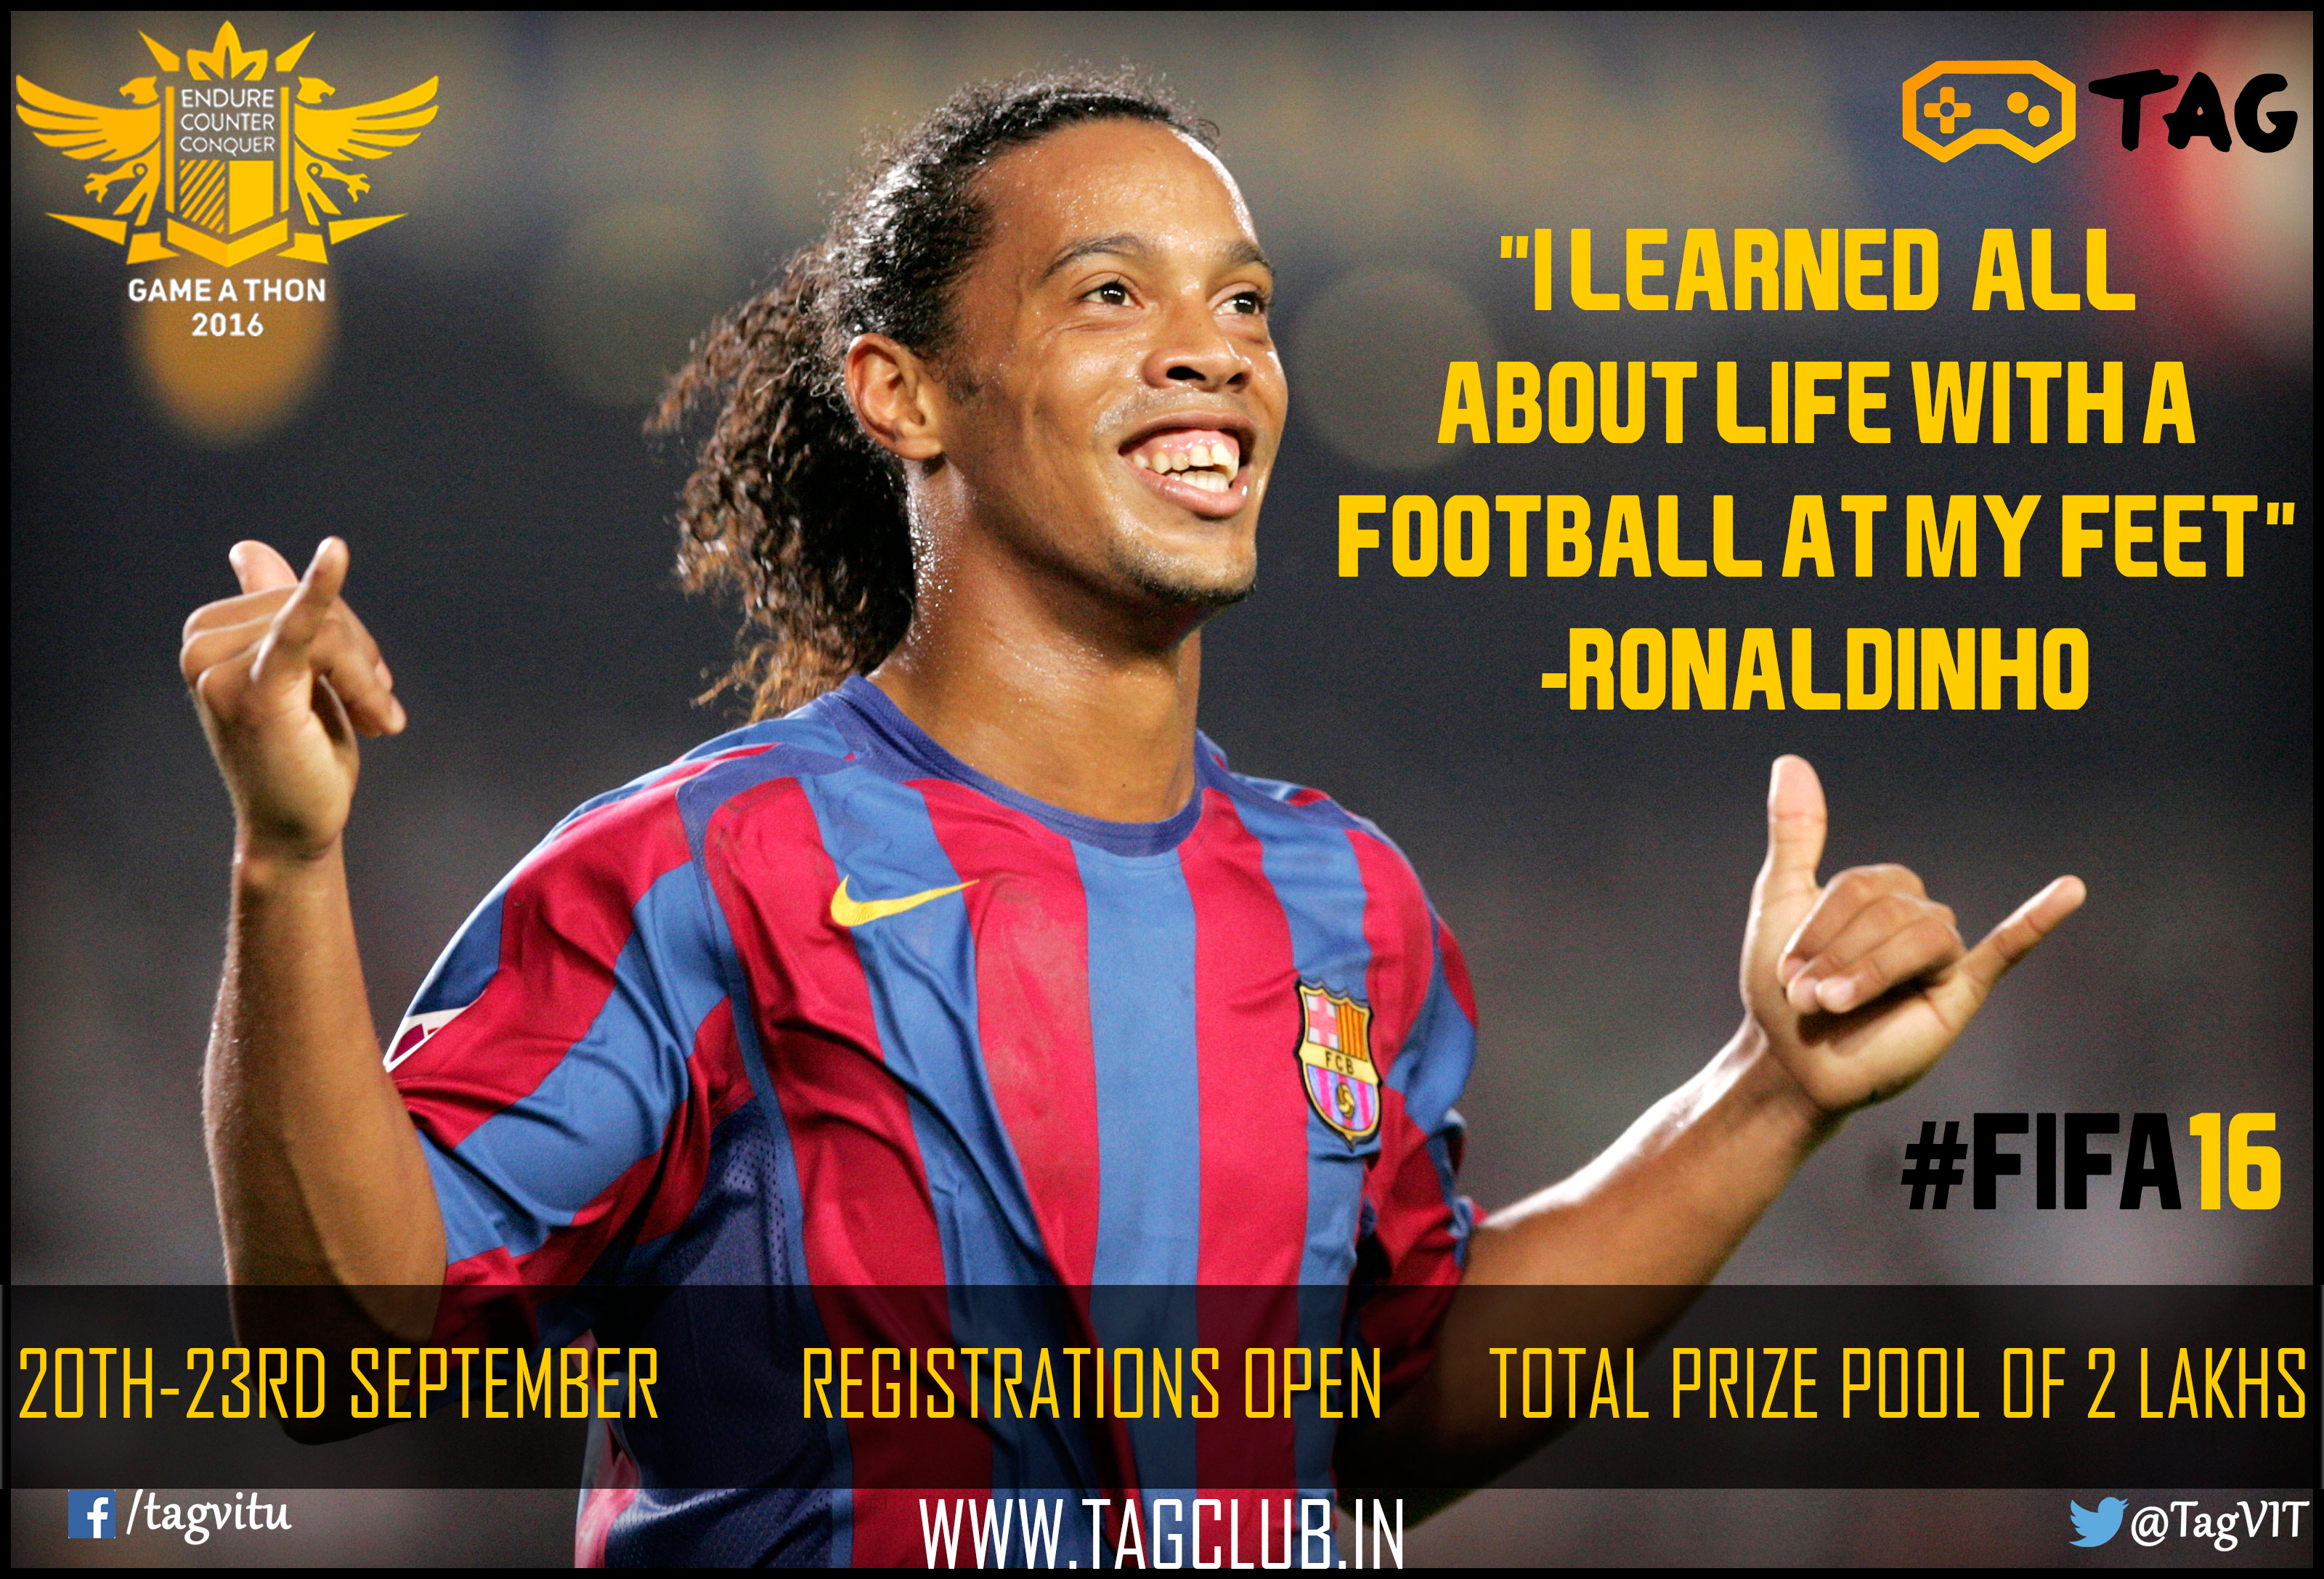 ENDURE
COUNTER
CONQUER
GAME A THON
2016
TAG
"I LEARNED ALL
ABOUT LIFE WITH A
FOOTBALL AT MY FEET"
-RONALDINHO
FCB
#FIFA16
20TH-23RD SEPTEMBER
REGISTRATIONS OPEN
TOTAL PRIZE POOL OF 2 LAKHS
f /tagvitu
WWW.TAGCLUB.IN
@TagVIT